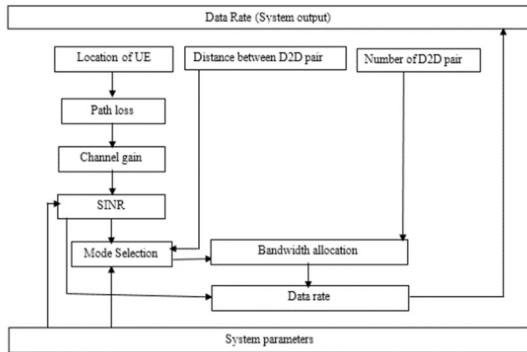 Data Rate (System output)
Location of UE
Distance between D2D pair
Number of D2D pair
Path loss
Channel gain
SINR
Mode Selection
Bandwidth allocation
Data rate
System parameters